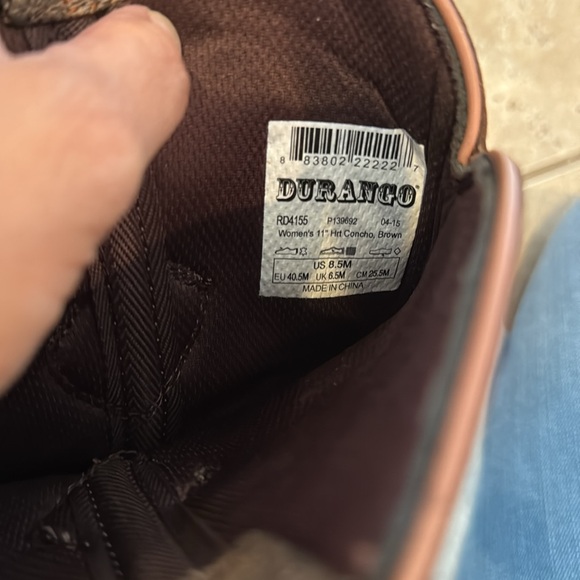 8 83802 22222 7
DURANGO
RD4155 P139692 04-15
Women's 11" Hrt Concho, Brown
US 8.5M
EU 40.5M UK 6.5M CM 25.5M
MADE IN CHINA